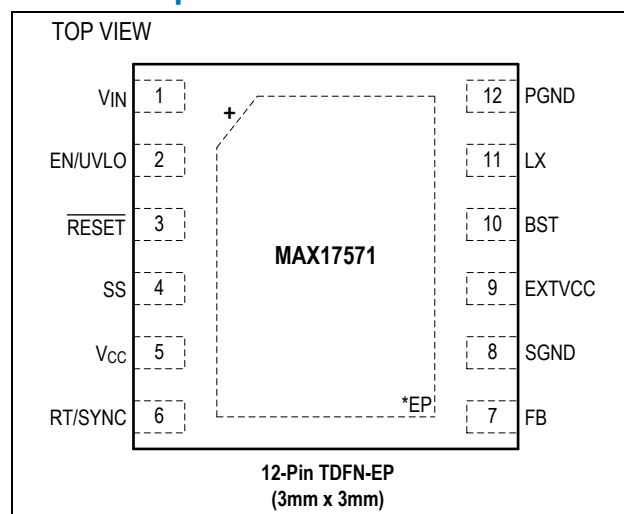 TOP VIEW
VIN 1
EN/UVLO 2
RESET 3
SS 4
VCC 5
RT/SYNC 6
+
MAX17571
*EP
12 PGND
11 LX
10 BST
9 EXTVCC
8 SGND
7 FB
12-Pin TDFN-EP
(3mm x 3mm)